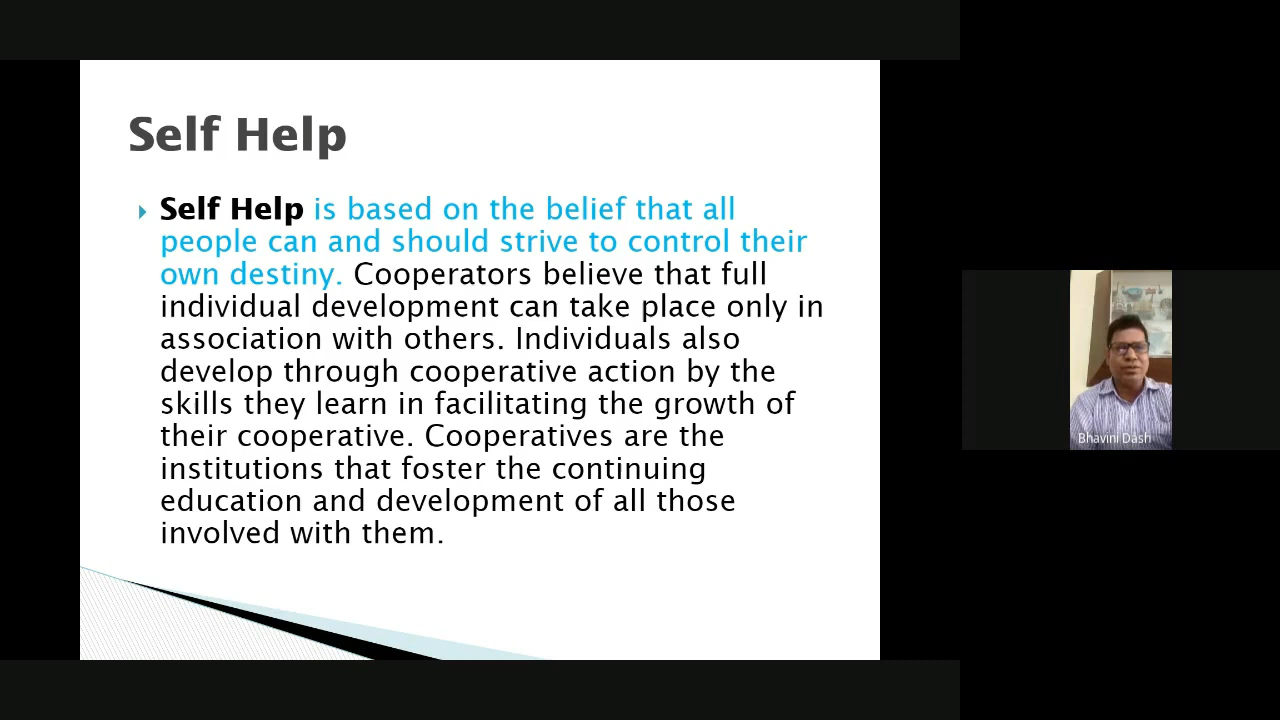 Self Help
Self Help is based on the belief that all
people can and should strive to control their
own destiny. Cooperators believe that full
individual development can take place only in
association with others. Individuals also
develop through cooperative action by the
skills they learn in facilitating the growth of
their cooperative. Cooperatives are the
institutions that foster the continuing
education and development of all those
involved with them.
Bhavini Dash